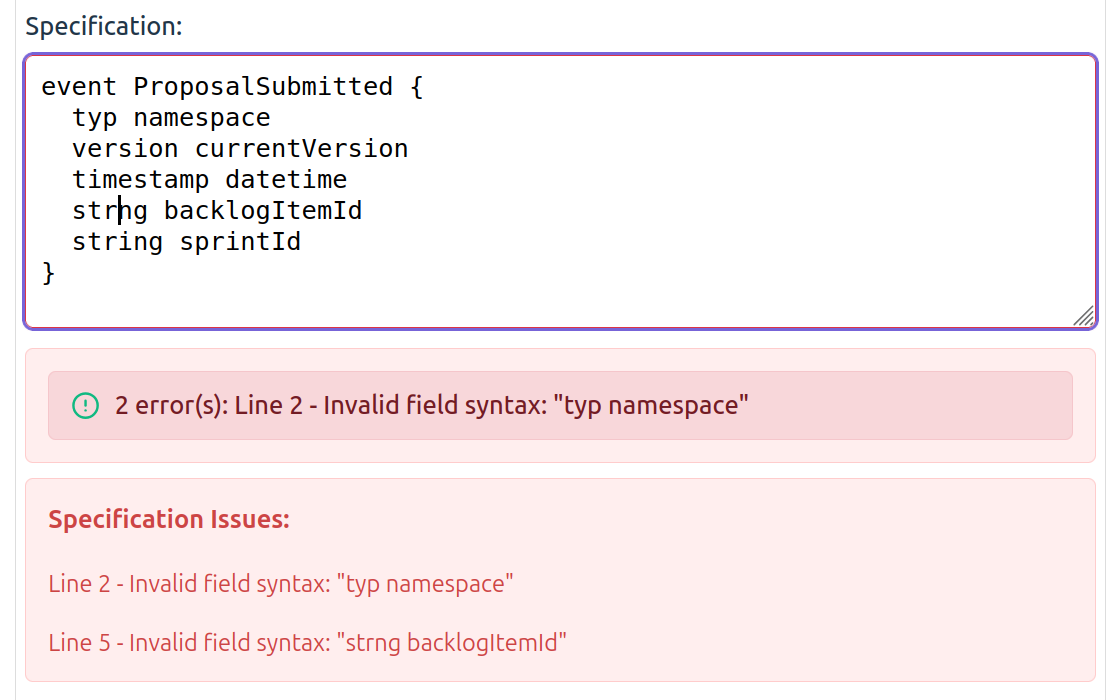 Specification:
event ProposalSubmitted {
  typ namespace
  version currentVersion
  timestamp datetime
  strng backlogItemId
  string sprintId
}
2 error(s): Line 2 - Invalid field syntax: "typ namespace"
Specification Issues:
Line 2 - Invalid field syntax: "typ namespace"
Line 5 - Invalid field syntax: "strng backlogItemId"